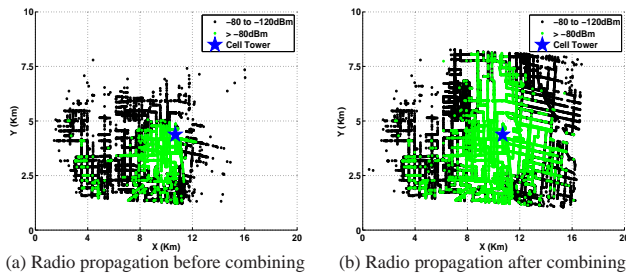 10
7.5
5
2.5
0
Y (Km)
0 4 8 12 16 20
X (Km)
−80 to −120dBm
> −80dBm
Cell Tower
(a) Radio propagation before combining
10
7.5
5
2.5
0
Y (Km)
0 4 8 12 16 20
X (Km)
−80 to −120dBm
> −80dBm
Cell Tower
(b) Radio propagation after combining